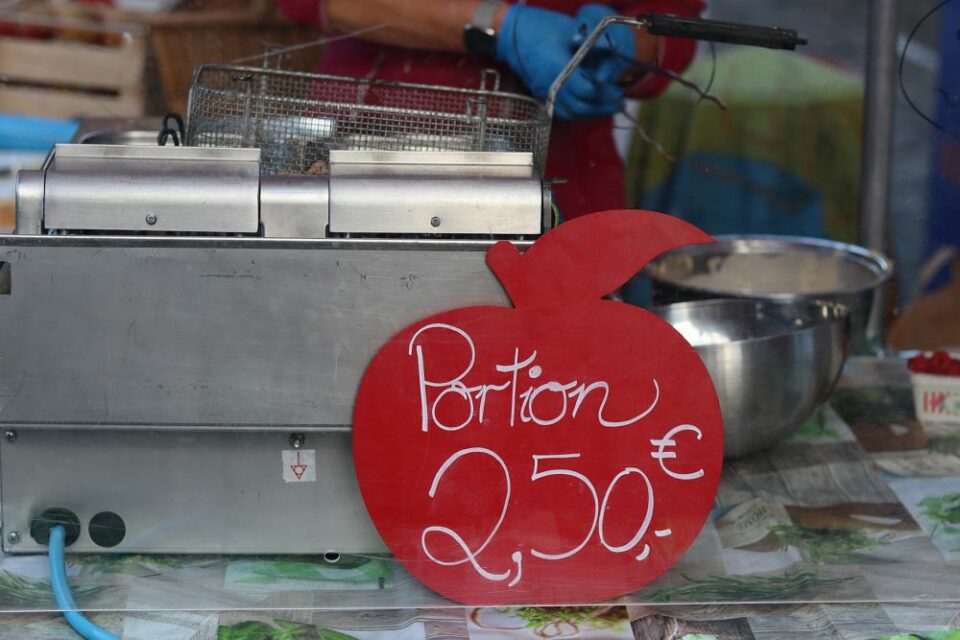 Portion
2,50,- €